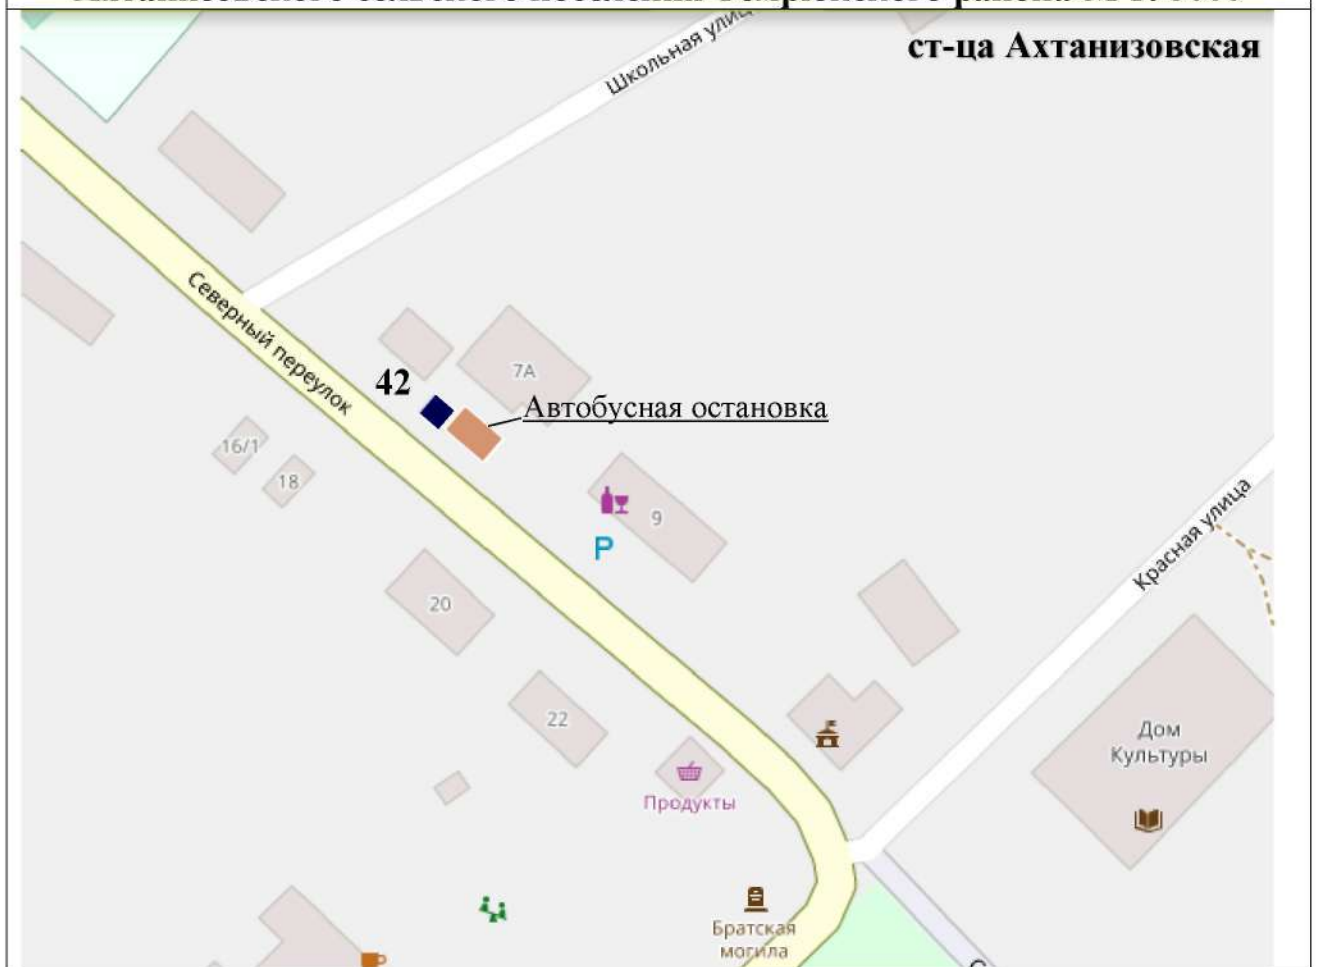 ст-ца Ахтанизовская
Школьная улица
Северный переулок
42
7А
Автобусная остановка
16/1
18
9
P
Красная улица
20
22
Дом
Культуры
Продукты
Братская
могила